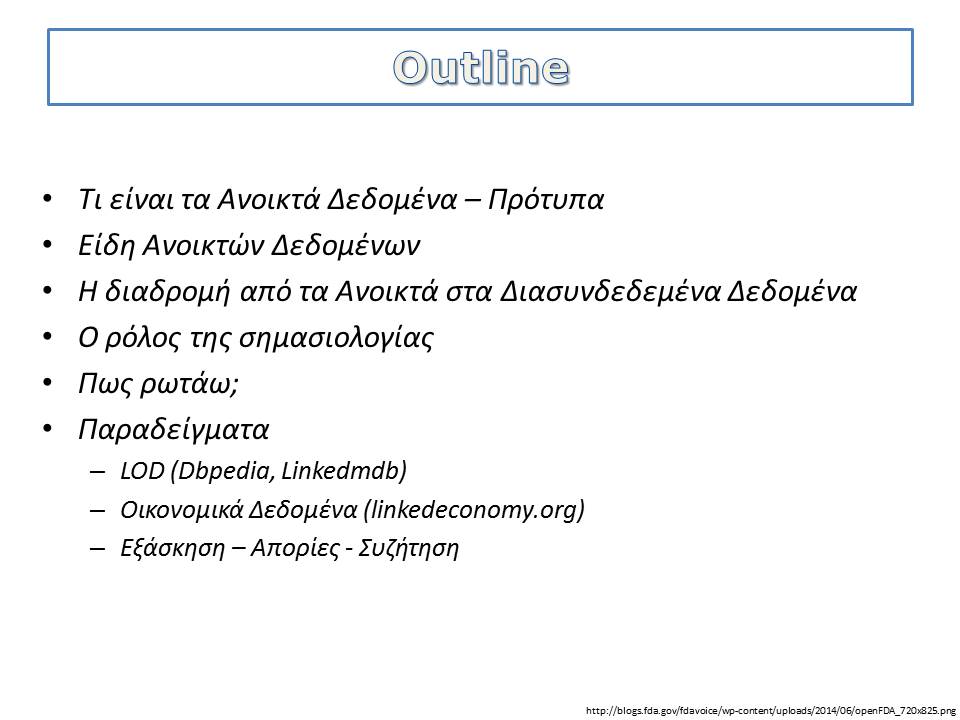 Outline
• Τι είναι τα Ανοικτά Δεδομένα – Πρότυπα
• Είδη Ανοικτών Δεδομένων
• Η διαδρομή από τα Ανοικτά στα Διασυνδεδεμένα Δεδομένα
• Ο ρόλος της σημασιολογίας
• Πως ρωτάω;
• Παραδείγματα
– LOD (Dbpedia, Linkedmdb)
– Οικονομικά Δεδομένα (linkedeconomy.org)
– Εξάσκηση – Απορίες - Συζήτηση
http://blogs.fda.gov/fdavoice/wp-content/uploads/2014/06/openFDA_720x825.png